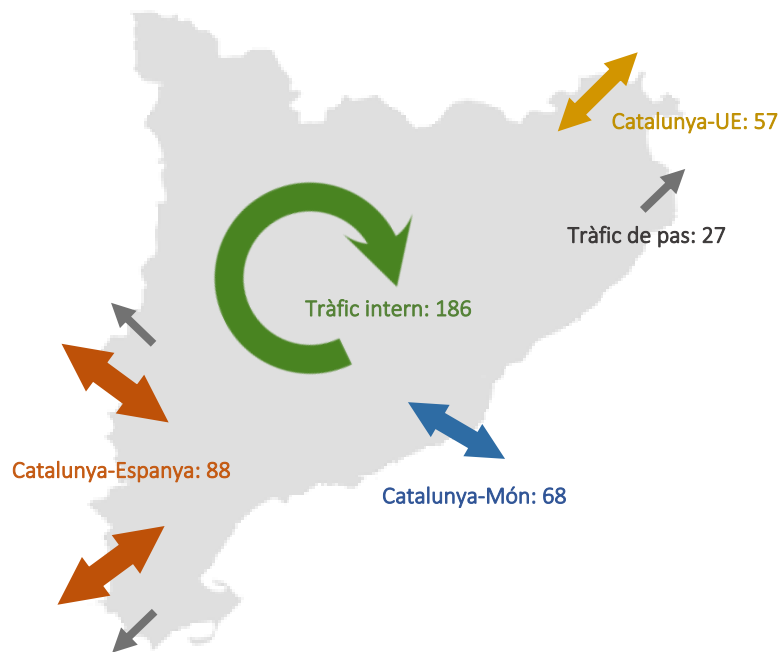 Catalunya-UE: 57
Tràfic de pas: 27
Tràfic intern: 186
Catalunya-Espanya: 88
Catalunya-Món: 68